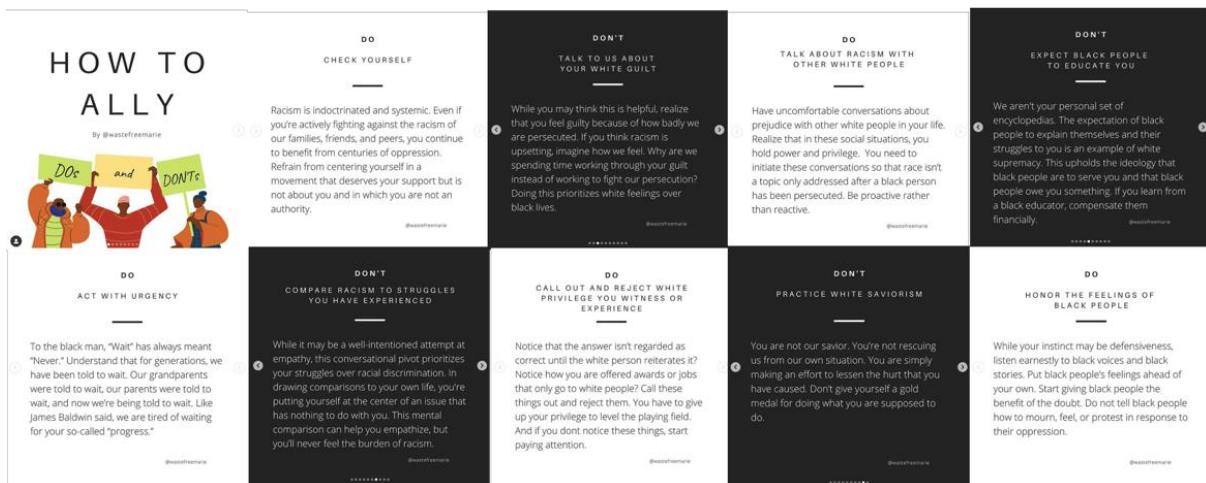 HOW TO
ALLY
By @wastefreemarie
DOs
and
DONTs
DO
CHECK YOURSELF
Racism is indoctrinated and systemic. Even if
you're actively fighting against the racism of
our families, friends, and peers, you continue
to benefit from centuries of oppression.
Refrain from centering yourself in a
movement that deserves your support but is
not about you and in which you are not an
authority.
@wastefreemarie
DON'T
TALK TO US ABOUT
YOUR WHITE GUILT
While you may think this is helpful, realize
that you feel guilty because of how badly we
are persecuted. If you think racism is
upsetting, imagine how we feel. Why are we
spending time working through your guilt
instead of working to fight our persecution?
Doing this prioritizes white feelings over
black lives.
@wastefreemarie
DO
TALK ABOUT RACISM WITH
OTHER WHITE PEOPLE
Have uncomfortable conversations about
prejudice with other white people in your life.
Realize that in these social situations, you
hold power and privilege. You need to
initiate these conversations so that race isn't
a topic only addressed after a black person
has been persecuted. Be proactive rather
than reactive.
@wastefreemarie
DON'T
EXPECT BLACK PEOPLE
TO EDUCATE YOU
We aren't your personal set of
encyclopedias. The expectation of black
people to explain themselves and their
struggles to you is an example of white
supremacy. This upholds the ideology that
black people are to serve you and that black
people owe you something. If you learn from
a black educator, compensate them
financially.
@wastefreemarie
DO
ACT WITH URGENCY
To the black man, "Wait" has always meant
"Never." Understand that for generations, we
have been told to wait. Our grandparents
were told to wait, our parents were told to
wait, and now we're being told to wait. Like
James Baldwin said, we are tired of waiting
for your so-called "progress."
@wastefreemarie
DON'T
COMPARE RACISM TO STRUGGLES
YOU HAVE EXPERIENCED
While it may be a well-intentioned attempt at
empathy, this conversational pivot prioritizes
your struggles over racial discrimination. In
drawing comparisons to your own life, you're
putting yourself at the center of an issue that
has nothing to do with you. This mental
comparison can help you empathize, but
you'll never feel the burden of racism.
@wastefreemarie
DO
CALL OUT AND REJECT WHITE
PRIVILEGE YOU WITNESS OR
EXPERIENCE
Notice that the answer isn't regarded as
correct until the white person reiterates it?
Notice how you are offered awards or jobs
that only go to white people? Call these
things out and reject them. You have to give
up your privilege to level the playing field.
And if you dont notice these things, start
paying attention.
@wastefreemarie
DON'T
PRACTICE WHITE SAVIORISM
You are not our savior. You're not rescuing
us from our own situation. You are simply
making an effort to lessen the hurt that you
have caused. Don't give yourself a gold
medal for doing what you are supposed to
do.
@wastefreemarie
DO
HONOR THE FEELINGS OF
BLACK PEOPLE
While your instinct may be defensiveness,
listen earnestly to black voices and black
stories. Put black people's feelings ahead of
your own. Start giving black people the
benefit of the doubt. Do not tell black people
how to mourn, feel, or protest in response to
their oppression.
@wastefreemarie